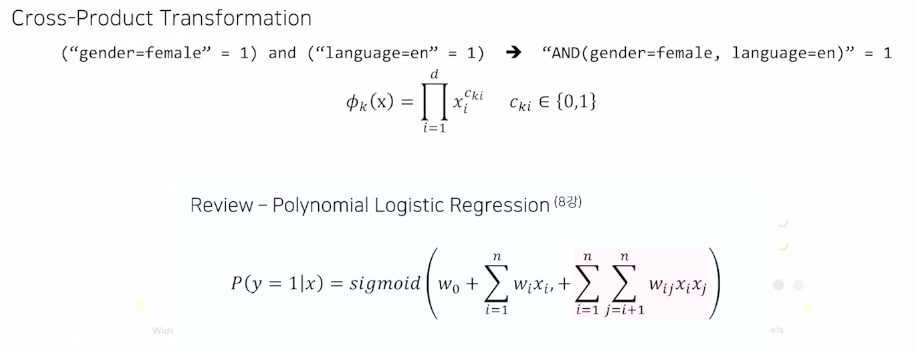 Cross-Product Transformation
(“gender=female” = 1) and (“language=en” = 1) ➔ “AND(gender=female, language=en)” = 1
ϕₖ(x) = ∏_{i=1}^{d} x_i^{c_{ki}}   c_{ki} ∈ {0,1}
Review – Polynomial Logistic Regression (8강)
P(y = 1|x) = sigmoid ( w₀ + ∑_{i=1}^{n} w_i x_i, + ∑_{i=1}^{n} ∑_{j=i+1}^{n} w_{ij} x_i x_j )